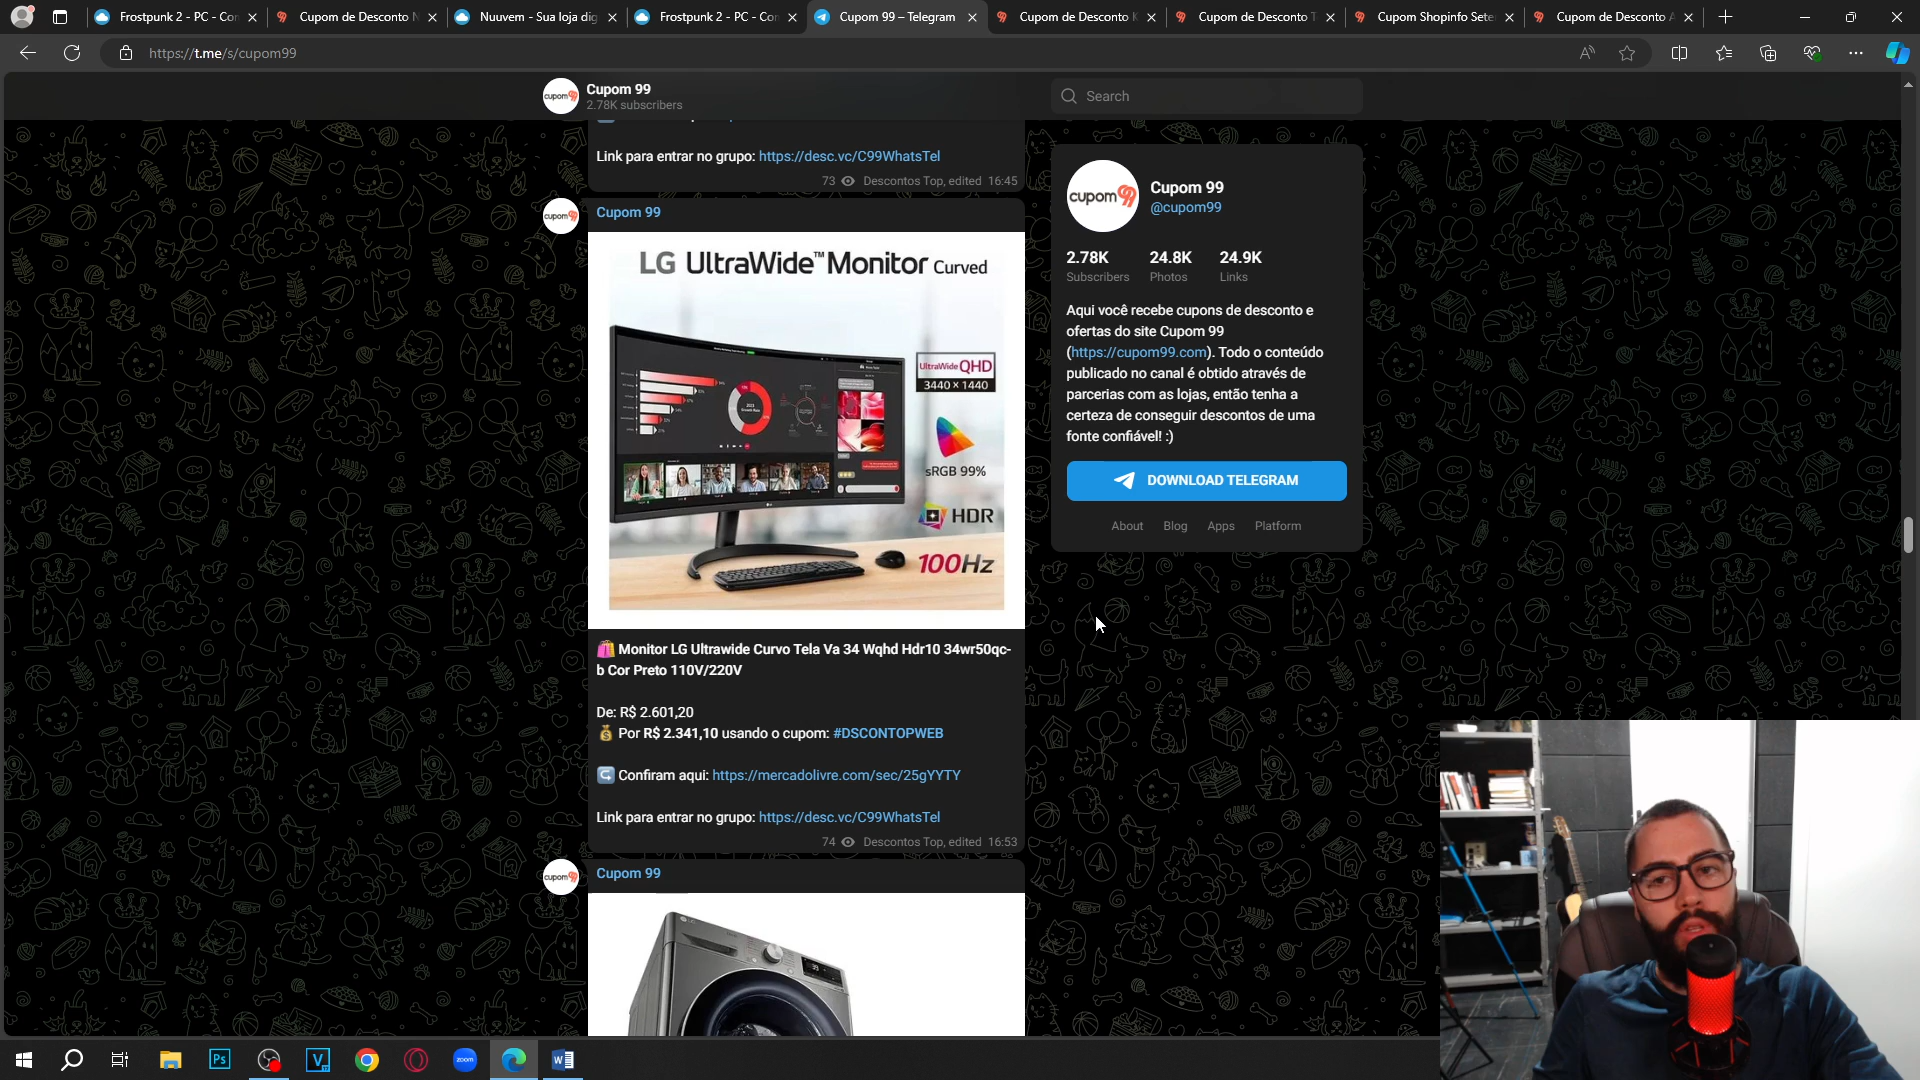 Frostpunk 2 - PC - Cor
Cupom de Desconto N
Nuuvem - Sua loja dig
Frostpunk 2 - PC - Cor
Cupom 99 – Telegram
Cupom de Desconto K
Cupom de Desconto T
Cupom Shopinfo Sete
Cupom de Desconto A
https://t.me/s/cupom99
cupom99
Cupom 99
2.78K subscribers
Search
Link para entrar no grupo: https://desc.vc/C99WhatsTel
73 Descontos Top, edited 16:45
cupom99
Cupom 99
LG UltraWide™ Monitor Curved
UltraWide QHD
3440 × 1440
sRGB 99%
HDR
100Hz
🛍️ Monitor LG Ultrawide Curvo Tela Va 34 Wqhd Hdr10 34wr50qc-
b Cor Preto 110V/220V
De: R$ 2.601,20
💰 Por R$ 2.341,10 usando o cupom: #DSCONTOPWEB
↪️ Confiram aqui: https://mercadolivre.com/sec/25gYYTY
Link para entrar no grupo: https://desc.vc/C99WhatsTel
74 Descontos Top, edited 16:53
cupom99
Cupom 99
cupom99
Cupom 99
@cupom99
2.78K 24.8K 24.9K
Subscribers Photos Links
Aqui você recebe cupons de desconto e
ofertas do site Cupom 99
(https://cupom99.com). Todo o conteúdo
publicado no canal é obtido através de
parcerias com as lojas, então tenha a
certeza de conseguir descontos de uma
fonte confiável! :)
DOWNLOAD TELEGRAM
About Blog Apps Platform
Ps
V
zoom
W